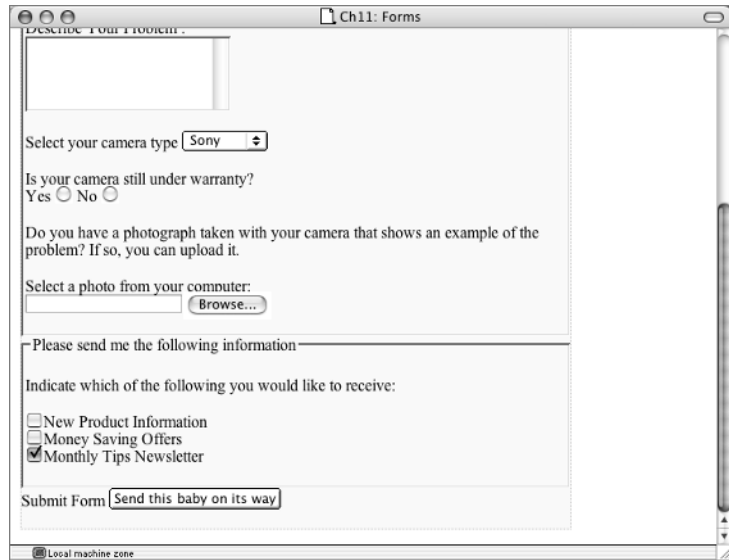 Ch11: Forms
Describe Your Problem :
Select your camera type Sony
Is your camera still under warranty?
Yes No
Do you have a photograph taken with your camera that shows an example of the
problem? If so, you can upload it.
Select a photo from your computer:
Browse...
Please send me the following information
Indicate which of the following you would like to receive:
New Product Information
Money Saving Offers
Monthly Tips Newsletter
Submit Form Send this baby on its way
Local machine zone